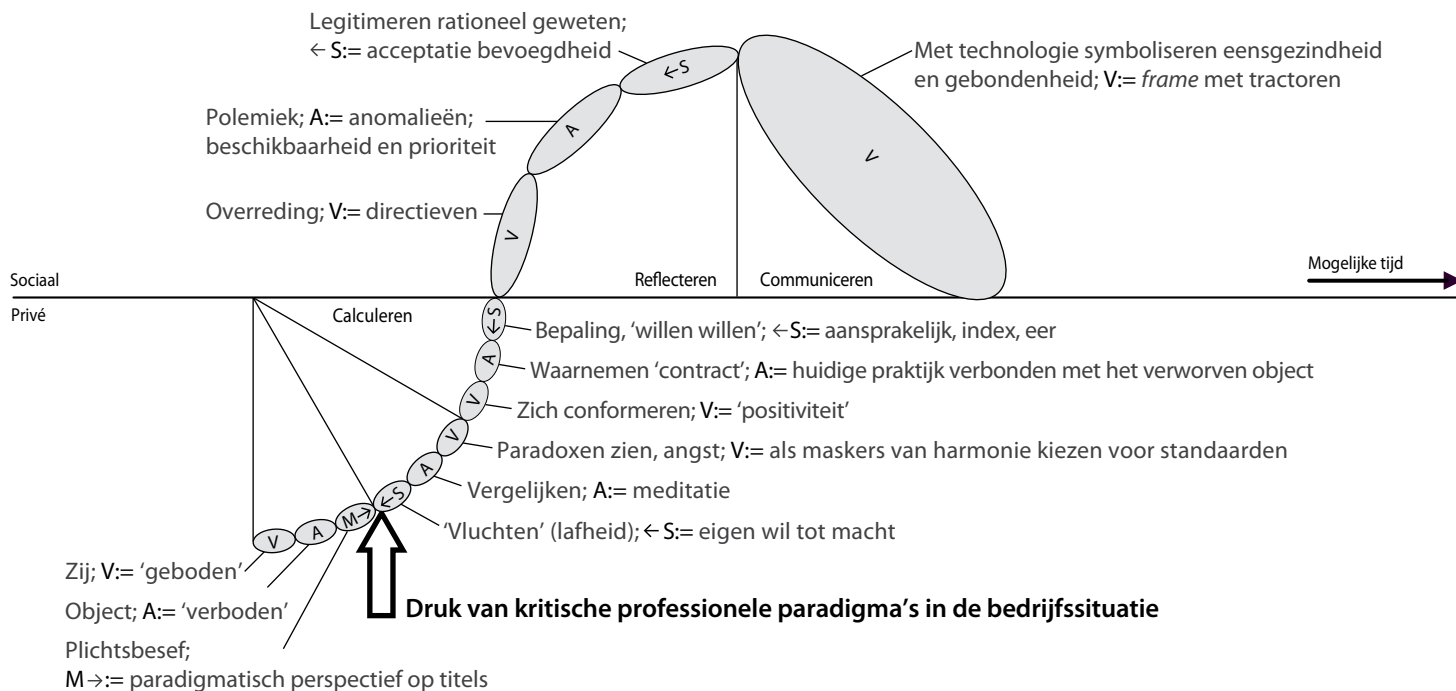 Legitimeren rationeel geweten;
← S:= acceptatie bevoegdheid
Met technologie symboliseren eensgezindheid
en gebondenheid; V:= frame met tractoren
Polemiek; A:= anomalieën;
beschikbaarheid en prioriteit
Overreding; V:= directieven
←S
A
V
V
Sociaal
Reflecteren
Communiceren
Mogelijke tijd
Privé
Calculeren
←S
Bepaling, ‘willen willen’; ←S:= aansprakelijk, index, eer
A
Waarnemen ‘contract’; A:= huidige praktijk verbonden met het verworven object
V
Zich conformeren; V:= ‘positiviteit’
V
Paradoxen zien, angst; V:= als maskers van harmonie kiezen voor standaarden
A
Vergelijken; A:= meditatie
←S
‘Vluchten’ (lafheid); ← S:= eigen wil tot macht
M→
A
V
Zij; V:= ‘geboden’
Object; A:= ‘verboden’
Druk van kritische professionele paradigma’s in de bedrijfssituatie
Plichtsbesef;
M→:= paradigmatisch perspectief op titels